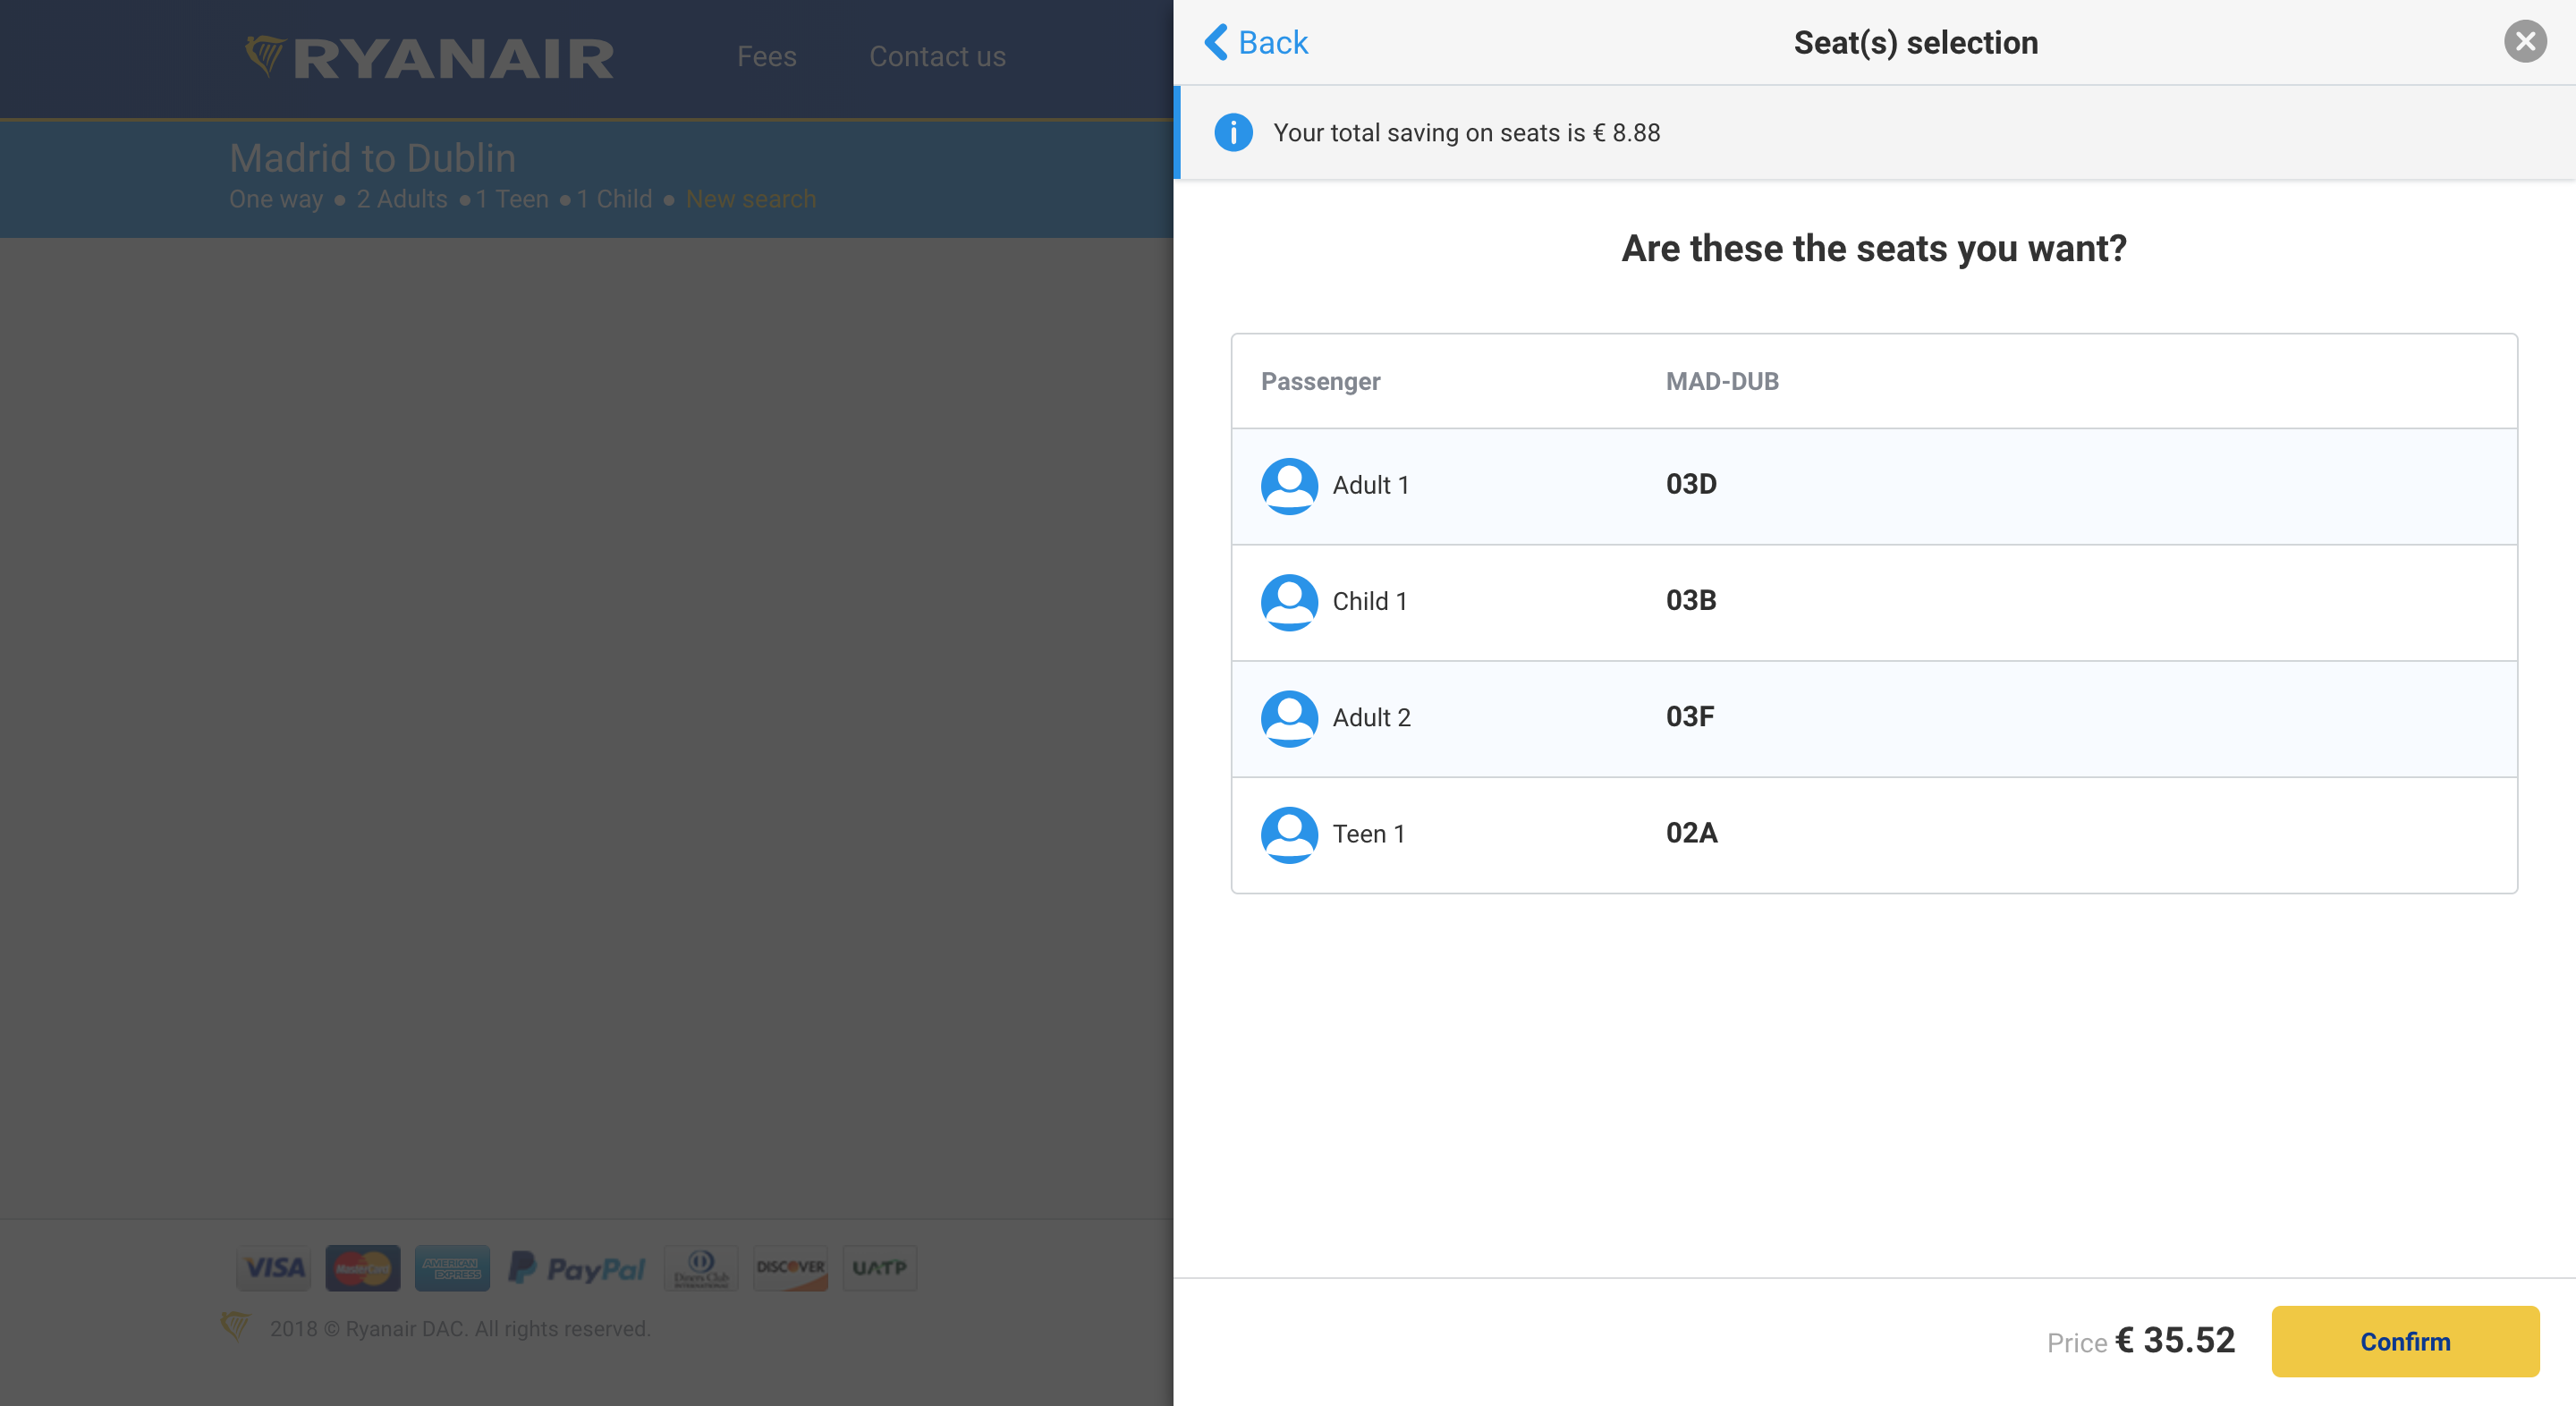 RYANAIR
Fees
Contact us
Madrid to Dublin
One way ● 2 Adults ● 1 Teen ● 1 Child ● New search
Back
Seat(s) selection
Your total saving on seats is € 8.88
Are these the seats you want?
Passenger MAD-DUB
Adult 1 03D
Child 1 03B
Adult 2 03F
Teen 1 02A
VISA MasterCard AMERICAN EXPRESS PayPal Diners Club INTERNATIONAL DISCOVER UATP
2018 © Ryanair DAC. All rights reserved.
Price € 35.52
Confirm